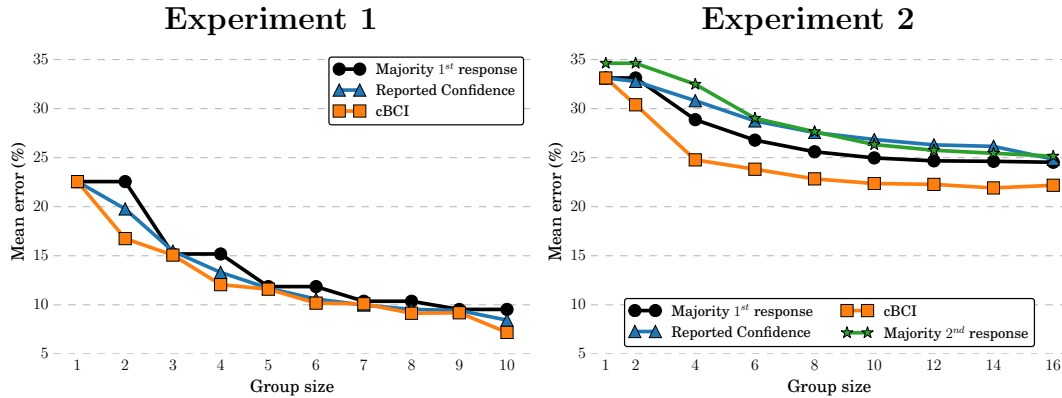 Experiment 1
Mean error (%)
35
30
25
20
15
10
5
Majority 1st response
Reported Confidence
cBCI
1 2 3 4 5 6 7 8 9 10
Group size
Experiment 2
Mean error (%)
35
30
25
20
15
10
5
Majority 1st response
Reported Confidence
cBCI
Majority 2nd response
1 2 4 6 8 10 12 14 16
Group size